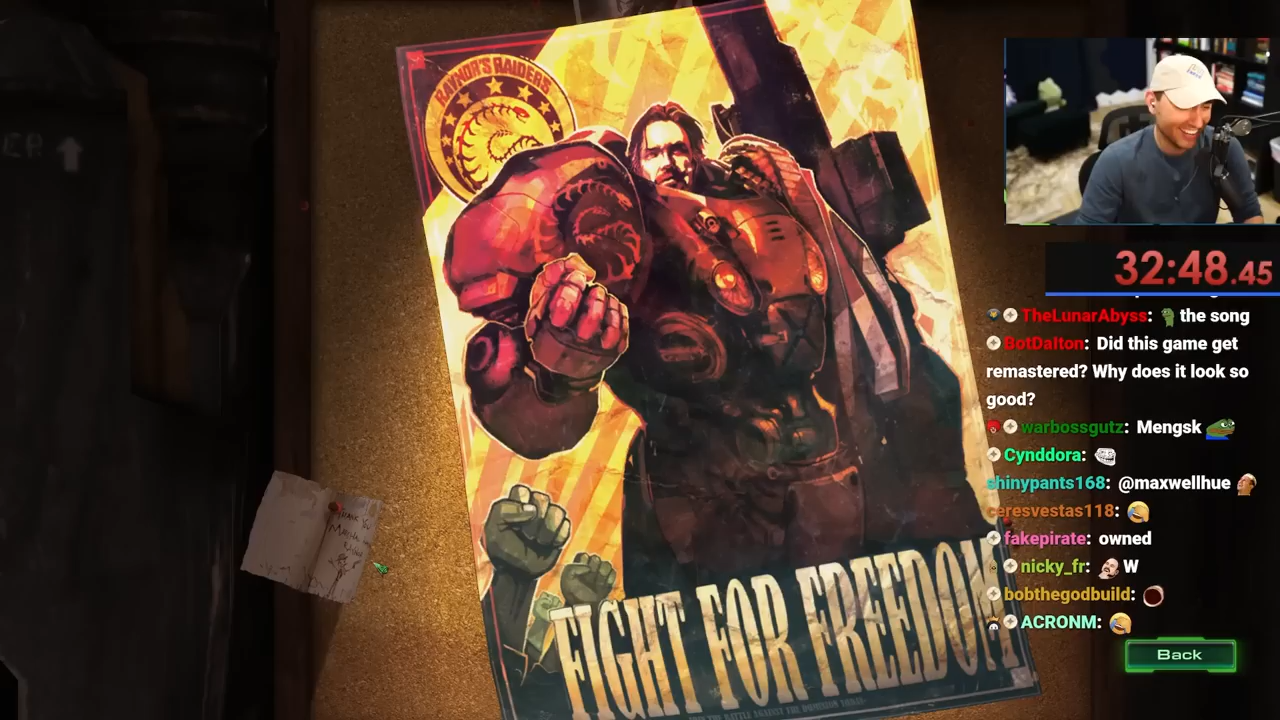 RAYNOR'S RAIDERS
FIGHT FOR FREEDOM
32:48.45
TheLunarAbyss: the song
BotDalton: Did this game get
remastered? Why does it look so
good?
warbossgutz: Mengsk
Cynddora:
shinypants168: @maxwellhue
ceresvestas118:
fakepirate: owned
nicky_fr: W
bobthegodbuild:
ACRONM:
Back